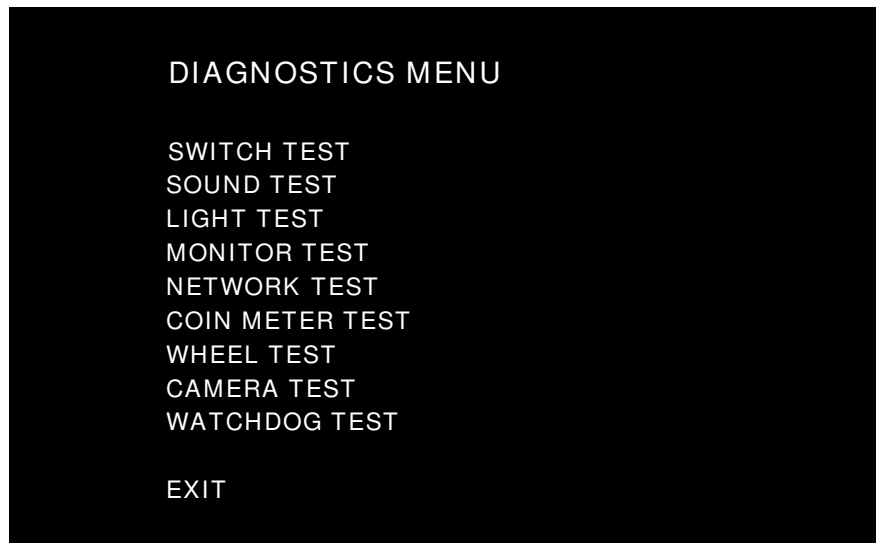 DIAGNOSTICS MENU
SWITCH TEST
SOUND TEST
LIGHT TEST
MONITOR TEST
NETWORK TEST
COIN METER TEST
WHEEL TEST
CAMERA TEST
WATCHDOG TEST
EXIT